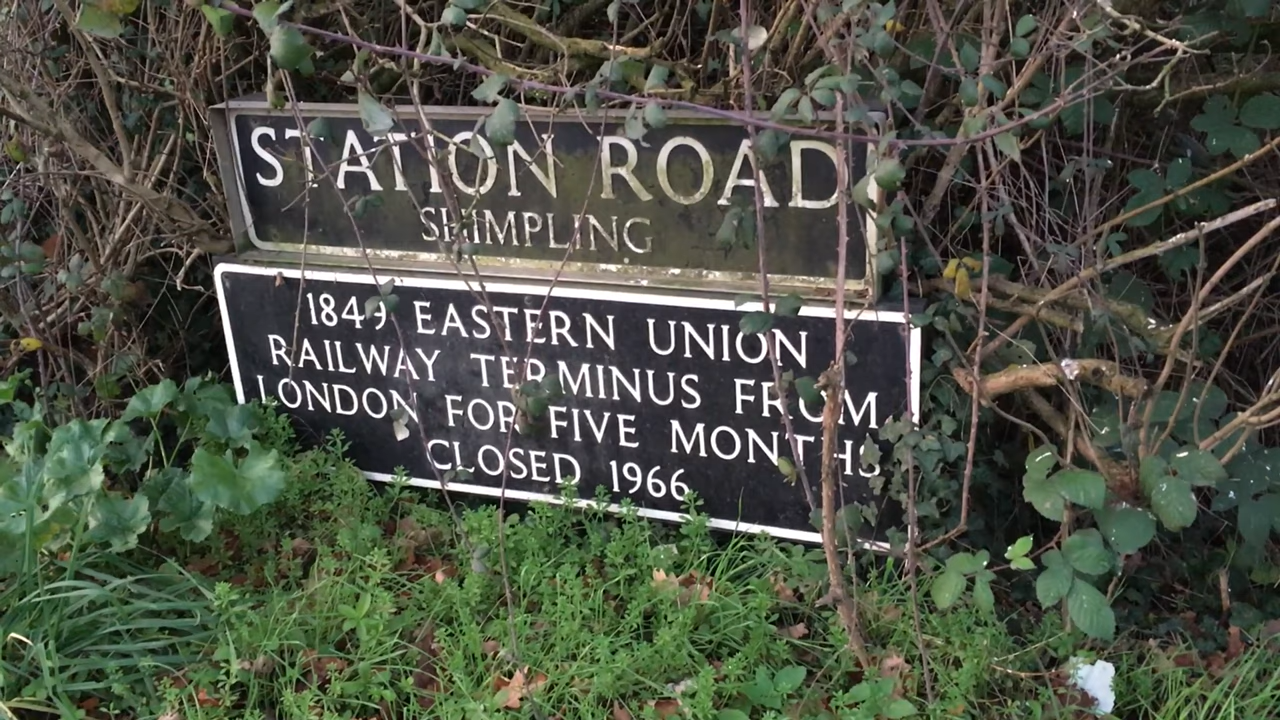 STATION ROAD
SHIMPLING
1849 EASTERN UNION
RAILWAY TERMINUS FROM
LONDON FOR FIVE MONTHS
CLOSED 1966